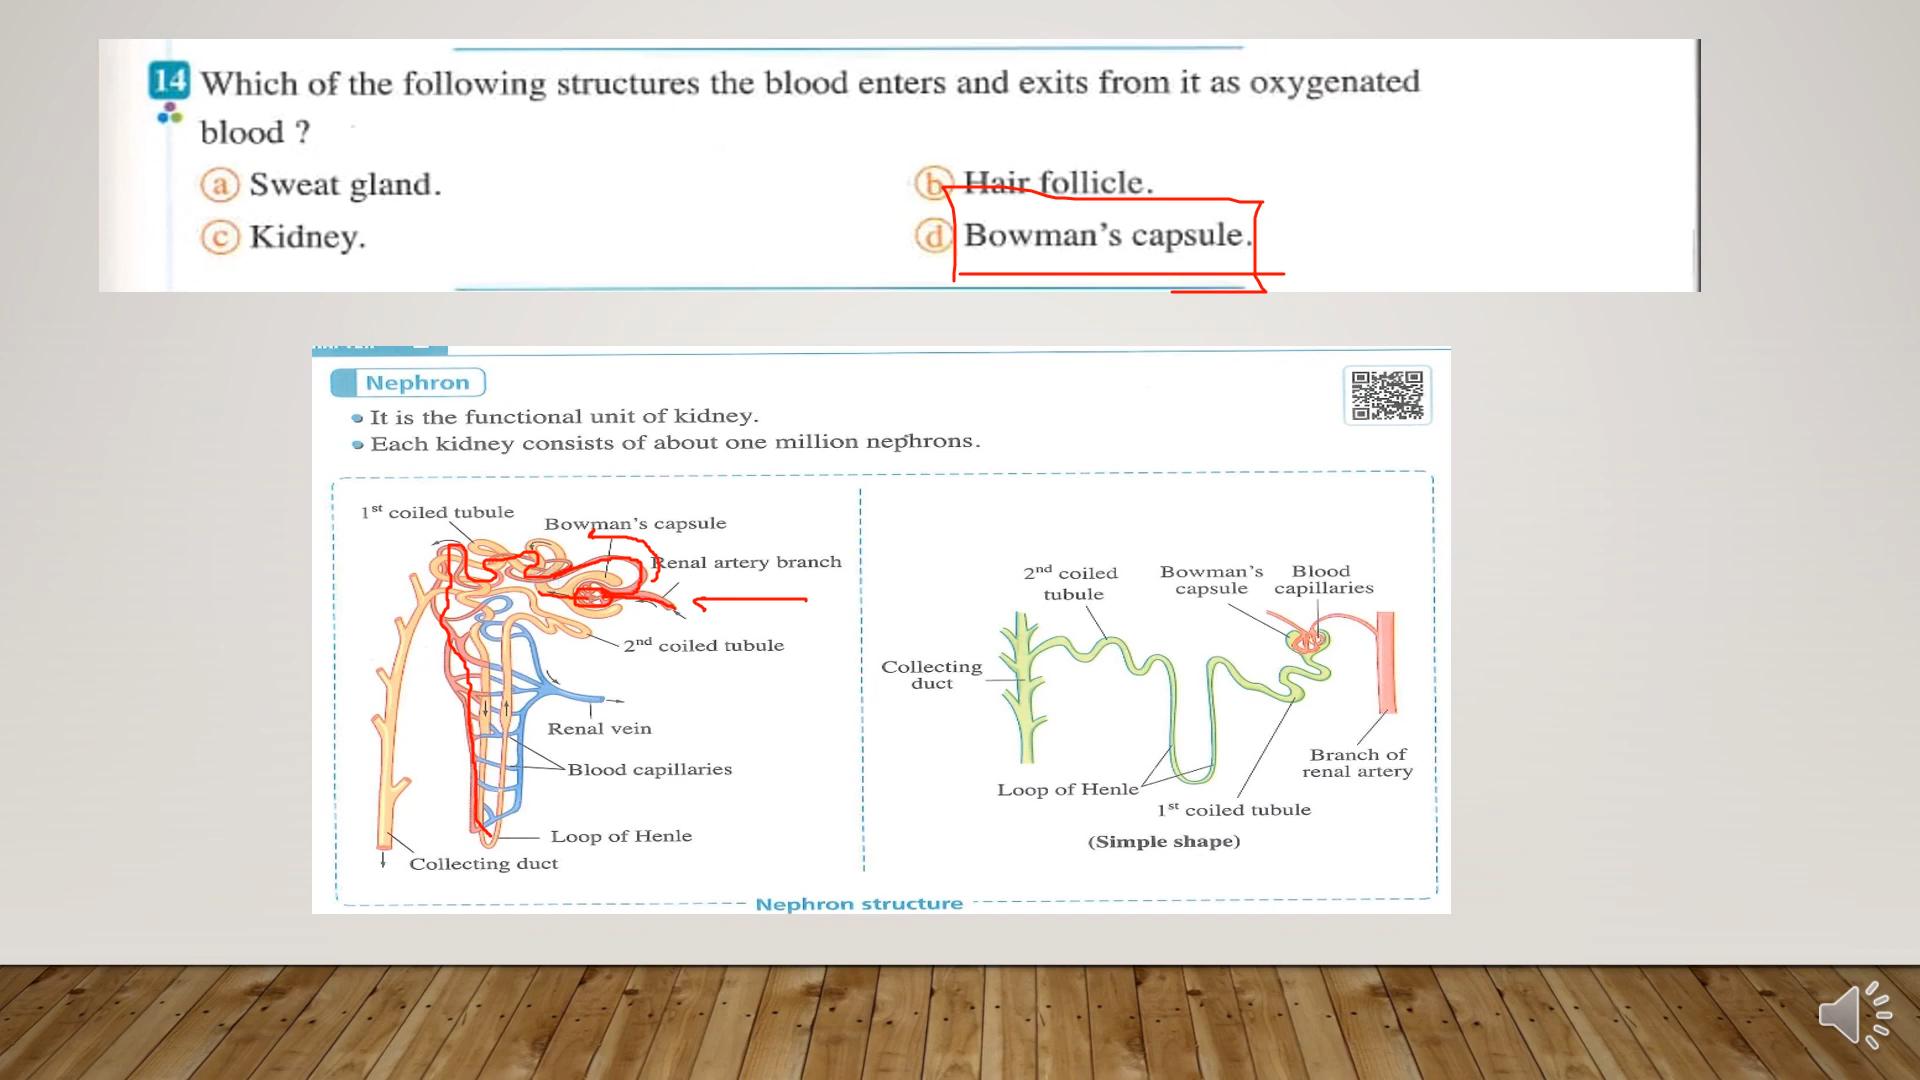 14 Which of the following structures the blood enters and exits from it as oxygenated
blood ?
a Sweat gland.
b Hair follicle.
c Kidney.
d Bowman's capsule.
Nephron
It is the functional unit of kidney.
Each kidney consists of about one million nephrons.
1st coiled tubule
Bowman's capsule
Renal artery branch
2nd coiled tubule
Renal vein
Blood capillaries
Loop of Henle
Collecting duct
2nd coiled
tubule
Bowman's
capsule
Blood
capillaries
Collecting
duct
Loop of Henle
1st coiled tubule
Branch of
renal artery
(Simple shape)
Nephron structure